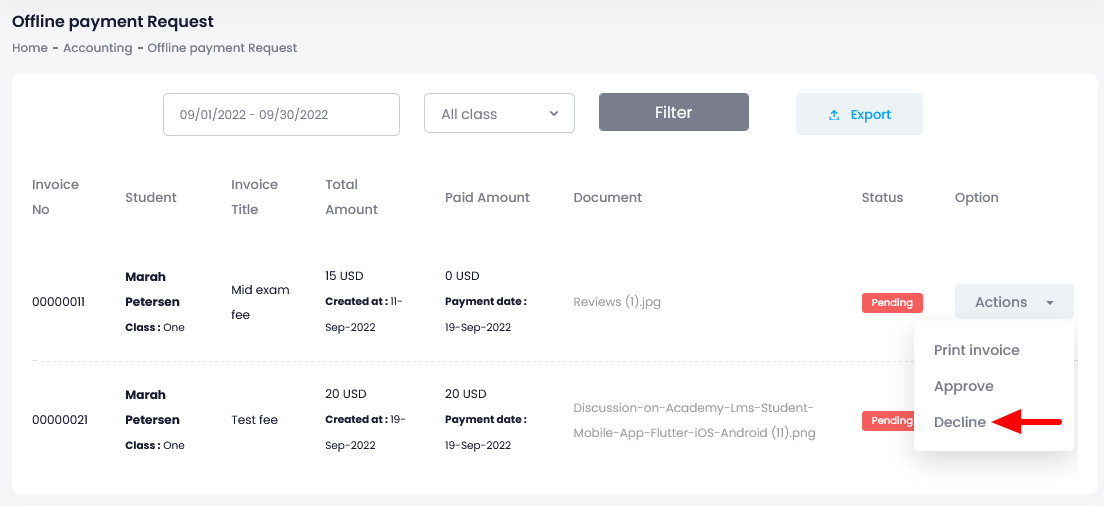 Offline payment Request
Home - Accounting - Offline payment Request
09/01/2022 - 09/30/2022
All class
Filter
Export
Invoice
No
Student
Invoice
Title
Total
Amount
Paid Amount
Document
Status
Option
00000011
Marah
Petersen
Class : One
Mid exam
fee
15 USD
Created at : 11-
Sep-2022
0 USD
Payment date :
19-Sep-2022
Reviews (1).jpg
Pending
Actions
Print invoice
Approve
Decline
00000021
Marah
Petersen
Class : One
Test fee
20 USD
Created at : 19-
Sep-2022
20 USD
Payment date :
19-Sep-2022
Discussion-on-Academy-Lms-Student-
Mobile-App-Flutter-iOS-Android (11).png
Pending